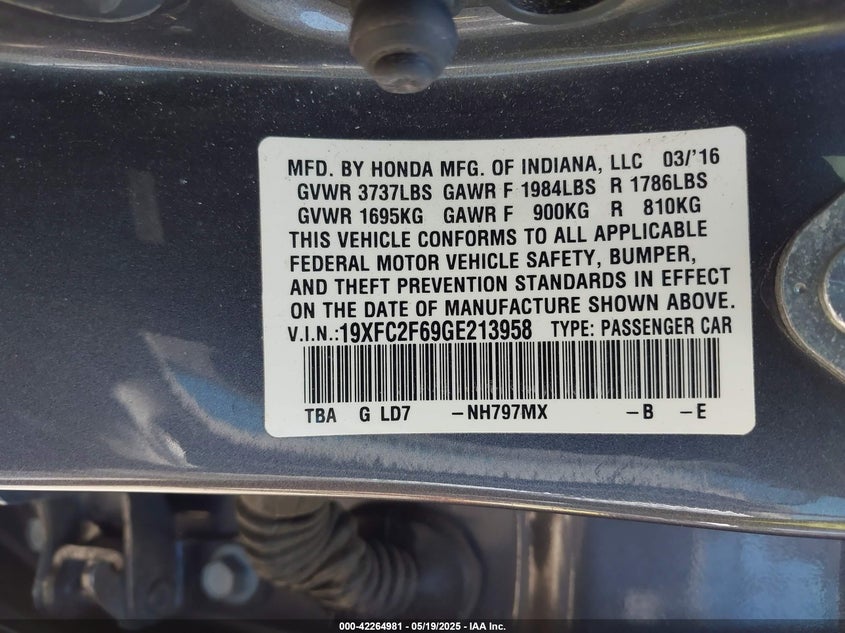 MFD. BY HONDA MFG. OF INDIANA, LLC 03/'16
GVWR 3737LBS GAWR F 1984LBS R 1786LBS
GVWR 1695KG GAWR F 900KG R 810KG
THIS VEHICLE CONFORMS TO ALL APPLICABLE
FEDERAL MOTOR VEHICLE SAFETY, BUMPER,
AND THEFT PREVENTION STANDARDS IN EFFECT
ON THE DATE OF MANUFACTURE SHOWN ABOVE.
V.I.N.:19XFC2F69GE213958 TYPE: PASSENGER CAR
TBA G LD7 -NH797MX -B -E
000-42264981 - 05/19/2025 - IAA Inc.